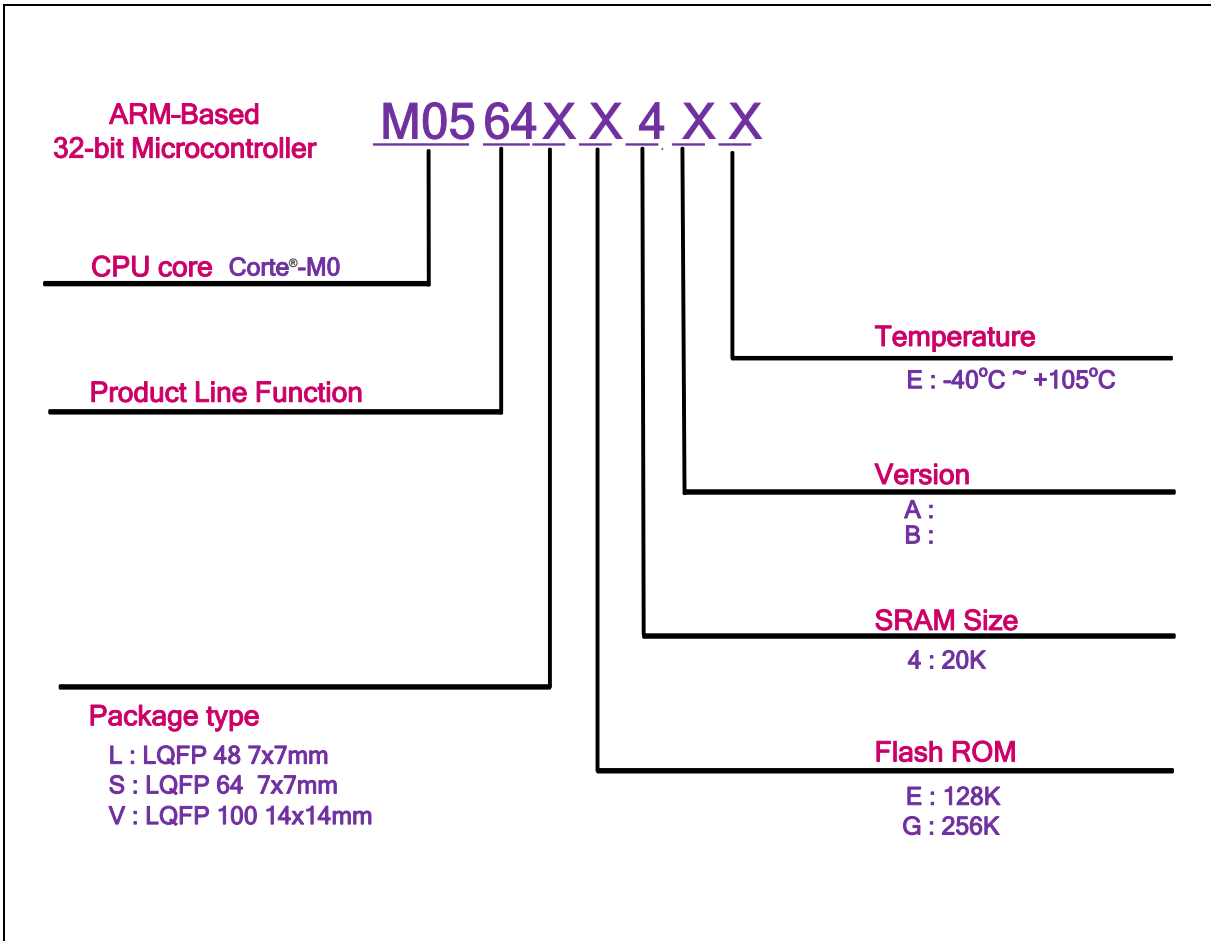 ARM-Based
32-bit Microcontroller
M05 64 X X 4 X X
CPU core Corte®-M0
Product Line Function
Package type
L : LQFP 48 7x7mm
S : LQFP 64 7x7mm
V : LQFP 100 14x14mm
Temperature
E : -40°C ~ +105°C
Version
A :
B :
SRAM Size
4 : 20K
Flash ROM
E : 128K
G : 256K